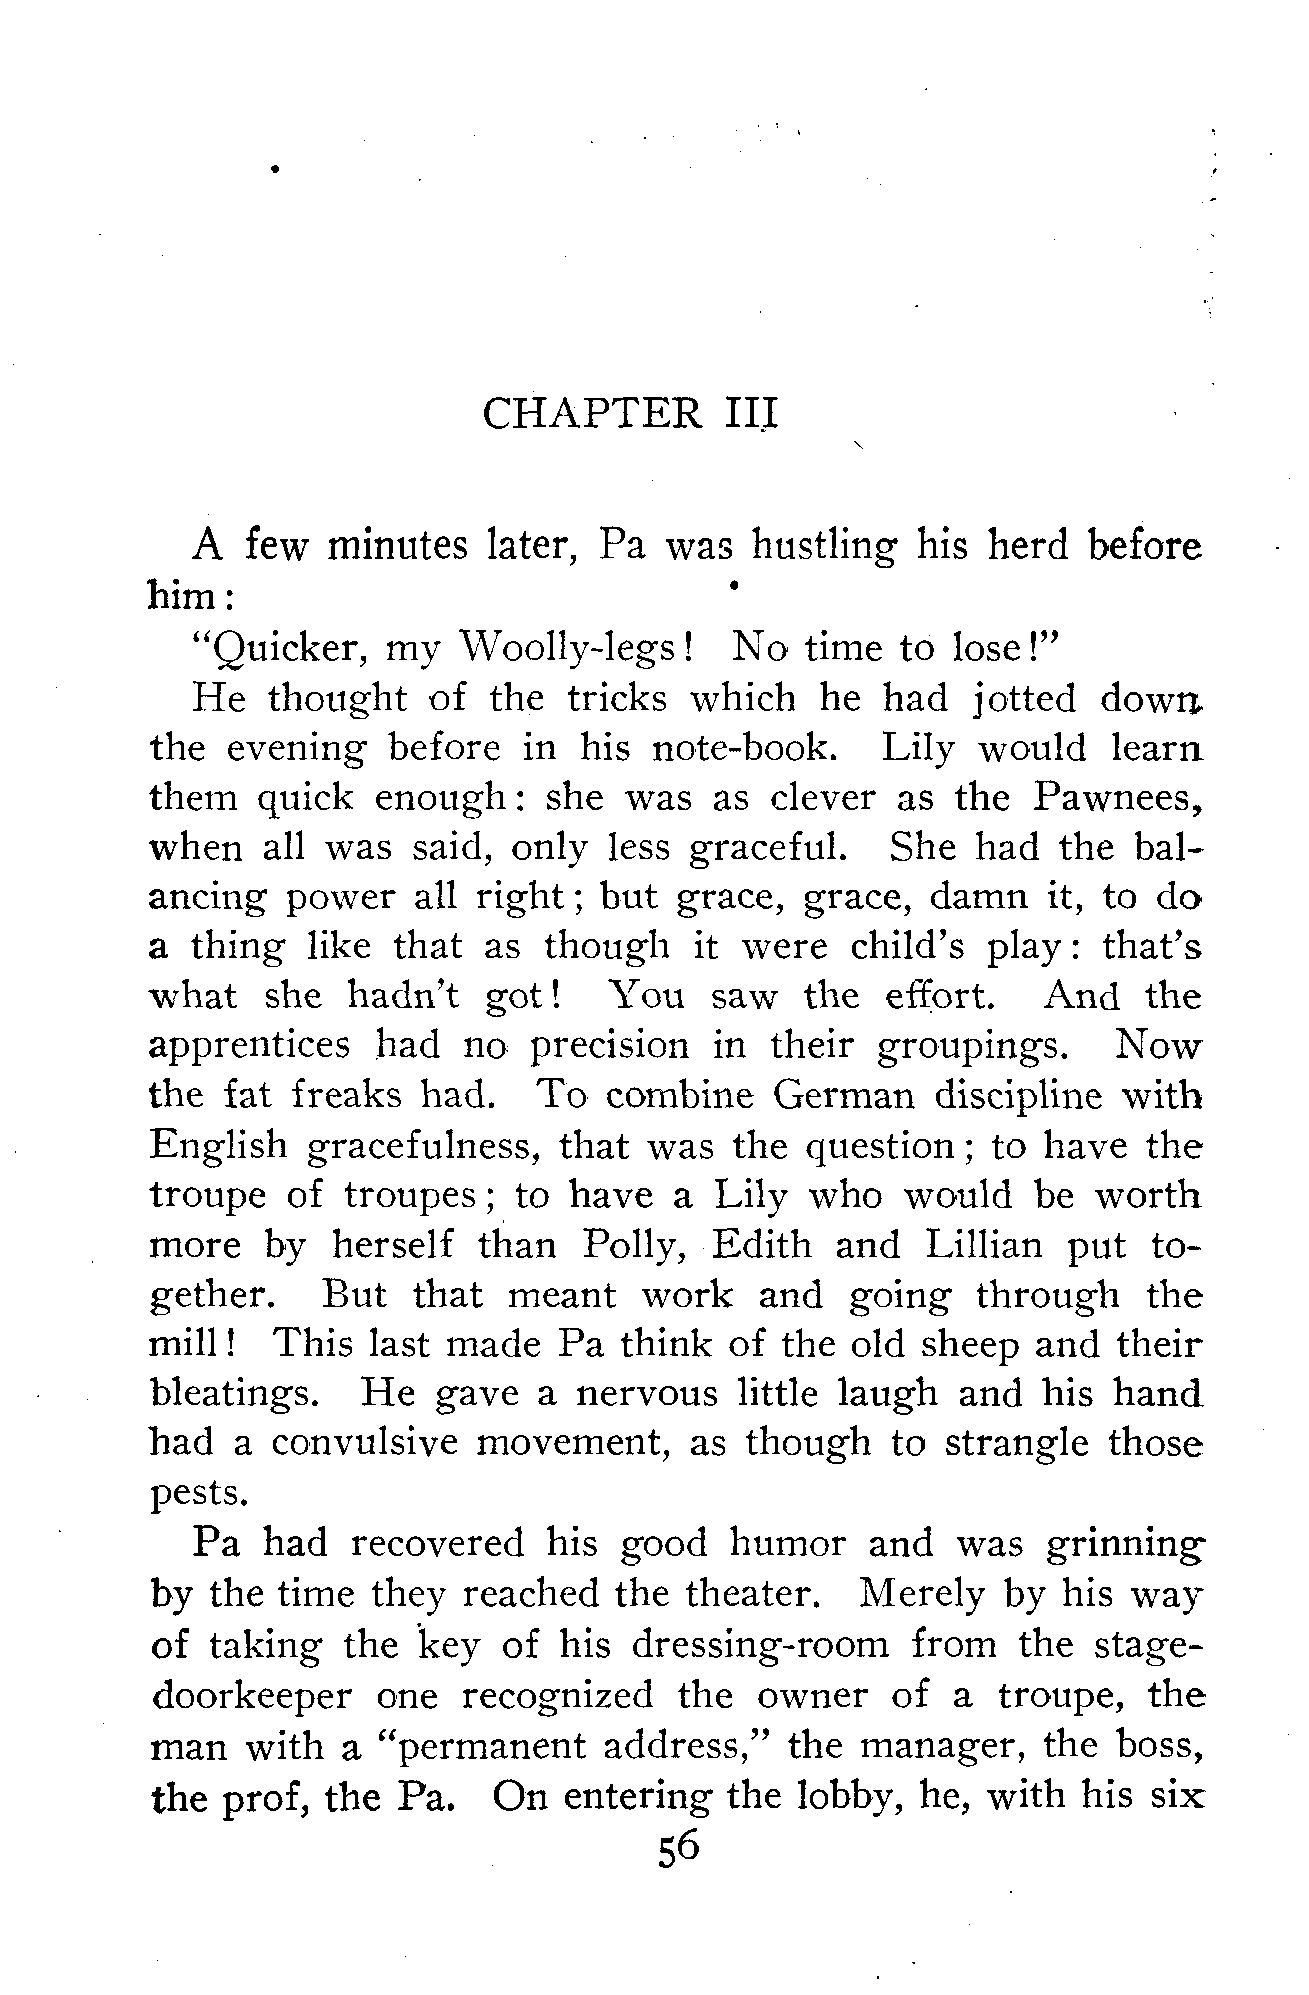 CHAPTER III
A few minutes later, Pa was hustling his herd before
him:
"Quicker, my Woolly-legs! No time to lose!"
He thought of the tricks which he had jotted down
the evening before in his note-book. Lily would learn
them quick enough: she was as clever as the Pawnees,
when all was said, only less graceful. She had the bal-
ancing power all right; but grace, grace, damn it, to do
a thing like that as though it were child's play: that's
what she hadn't got! You saw the effort. And the
apprentices had no precision in their groupings. Now
the fat freaks had. To combine German discipline with
English gracefulness, that was the question; to have the
troupe of troupes; to have a Lily who would be worth
more by herself than Polly, Edith and Lillian put to-
gether. But that meant work and going through the
mill! This last made Pa think of the old sheep and their
bleatings. He gave a nervous little laugh and his hand
had a convulsive movement, as though to strangle those
pests.
Pa had recovered his good humor and was grinning
by the time they reached the theater. Merely by his way
of taking the key of his dressing-room from the stage-
doorkeeper one recognized the owner of a troupe, the
man with a "permanent address," the manager, the boss,
the prof, the Pa. On entering the lobby, he, with his six
56